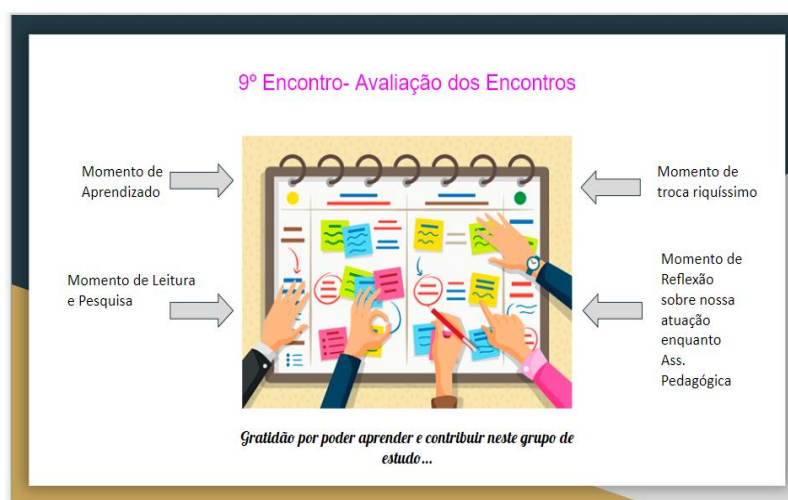 9º Encontro- Avaliação dos Encontros
Momento de
Aprendizado
Momento de
troca riquíssimo
Momento de Leitura
e Pesquisa
Momento de
Reflexão
sobre nossa
atuação
enquanto
Ass.
Pedagógica
Gratidão por poder aprender e contribuir neste grupo de
estudo...